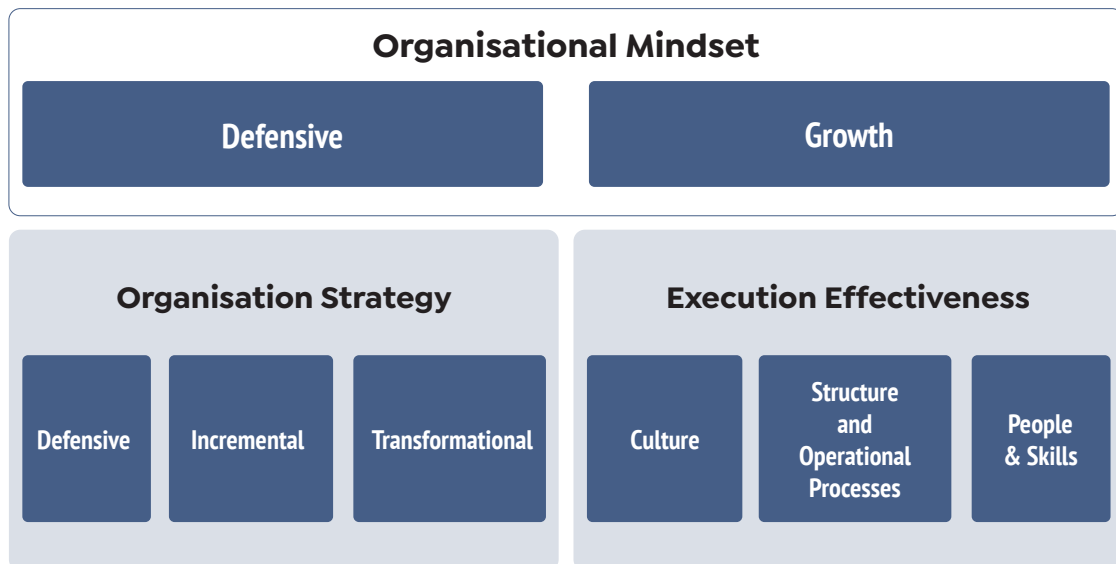 Organisational Mindset
Defensive
Growth
Organisation Strategy
Defensive
Incremental
Transformational
Execution Effectiveness
Culture
Structure
and
Operational
Processes
People
& Skills